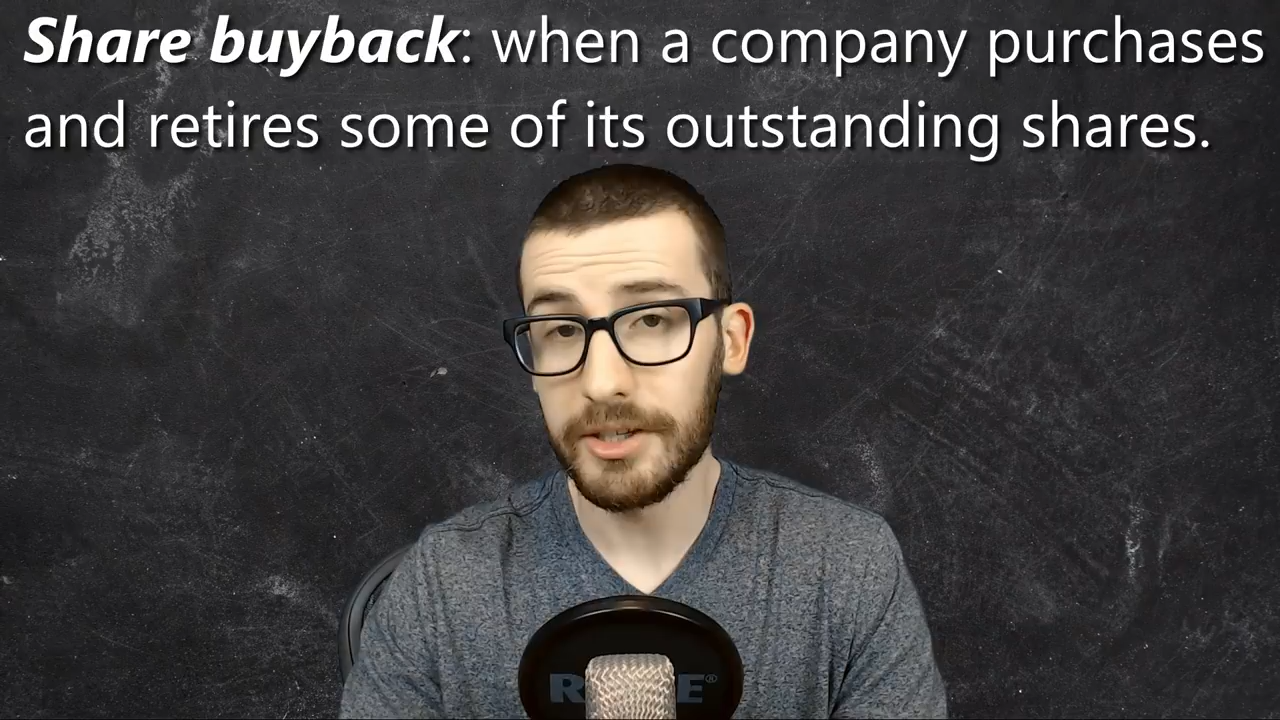 Share buyback: when a company purchases
and retires some of its outstanding shares.